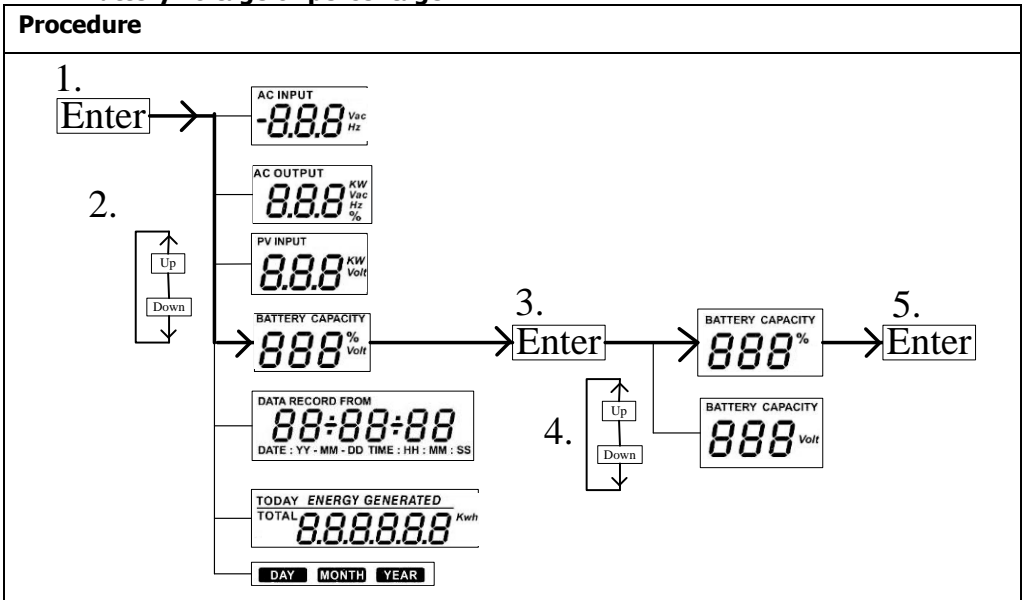 Procedure
1.
Enter
AC INPUT
-8.8.8 Vac Hz
AC OUTPUT
8.8.8 KW Vac Hz %
2.
Up
Down
PV INPUT
8.8.8 KW Volt
BATTERY CAPACITY
888 % Volt
3.
Enter
4.
Up
Down
BATTERY CAPACITY
888 %
BATTERY CAPACITY
888 Volt
5.
Enter
DATA RECORD FROM
88:88:88
DATE : YY - MM - DD TIME : HH : MM : SS
TODAY ENERGY GENERATED
TOTAL 8.8.8.8.8.8 Kwh
DAY MONTH YEAR